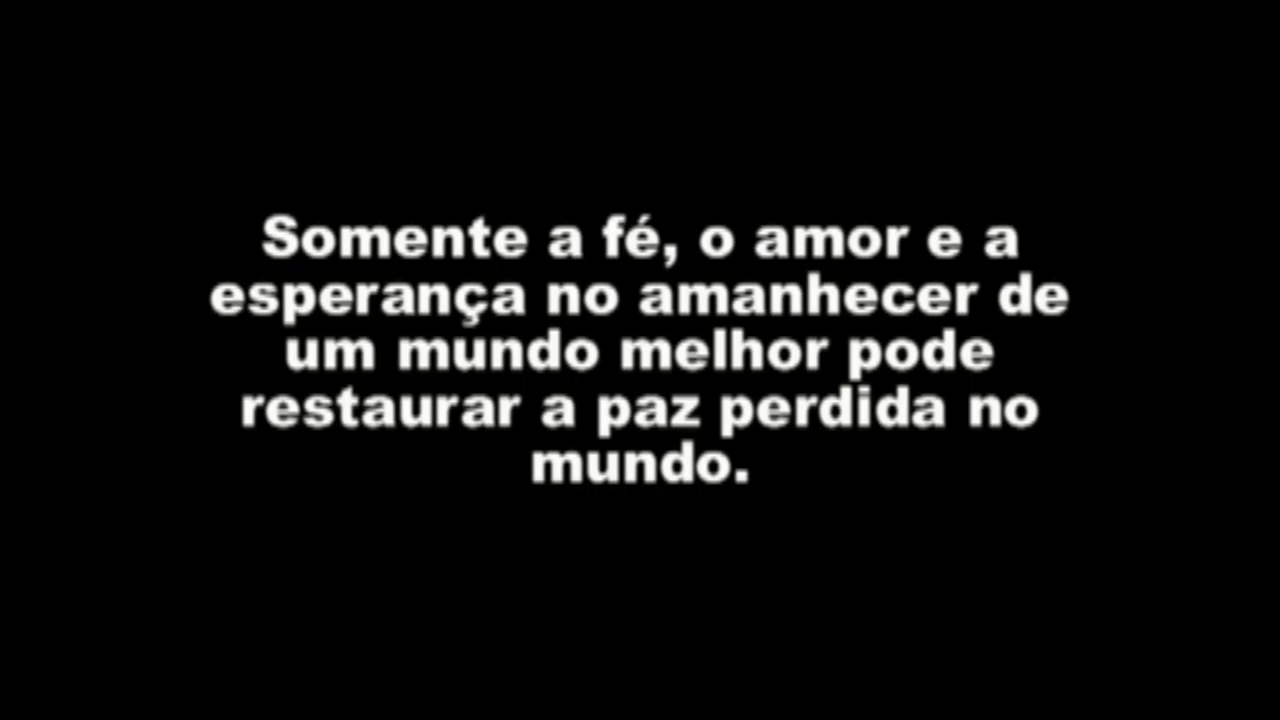 Somente a fé, o amor e a
esperança no amanhecer de
um mundo melhor pode
restaurar a paz perdida no
mundo.